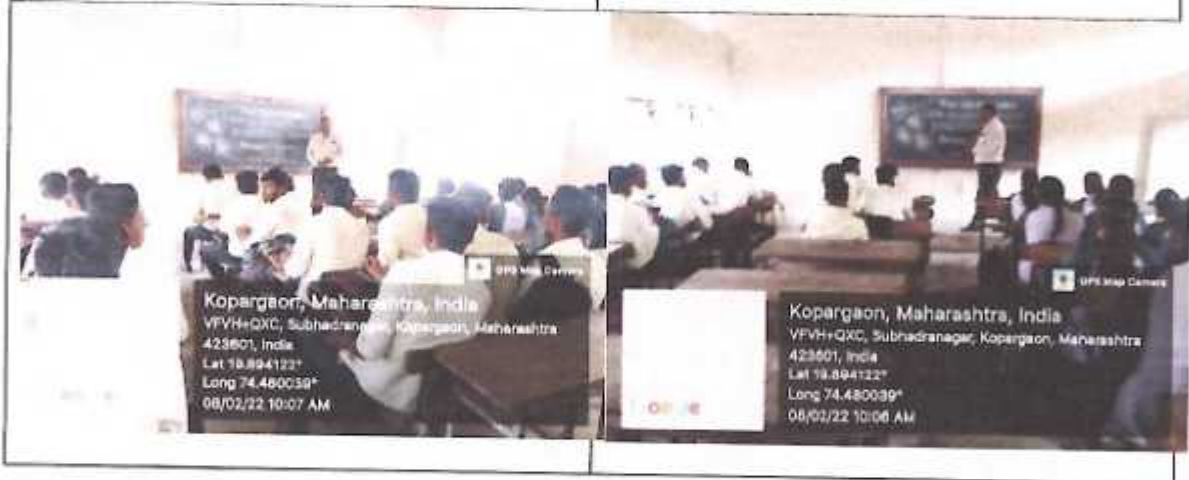 GPS Map Camera
Kopargaon, Maharashtra, India
VFVH+QXC, Subhadranagar, Kopargaon, Maharashtra
423601, India
Lat 19.894122°
Long 74.480039°
08/02/22 10:07 AM
GPS Map Camera
Kopargaon, Maharashtra, India
VFVH+QXC, Subhadranagar, Kopargaon, Maharashtra
423601, India
Lat 19.894122°
Long 74.480039°
08/02/22 10:06 AM
Google